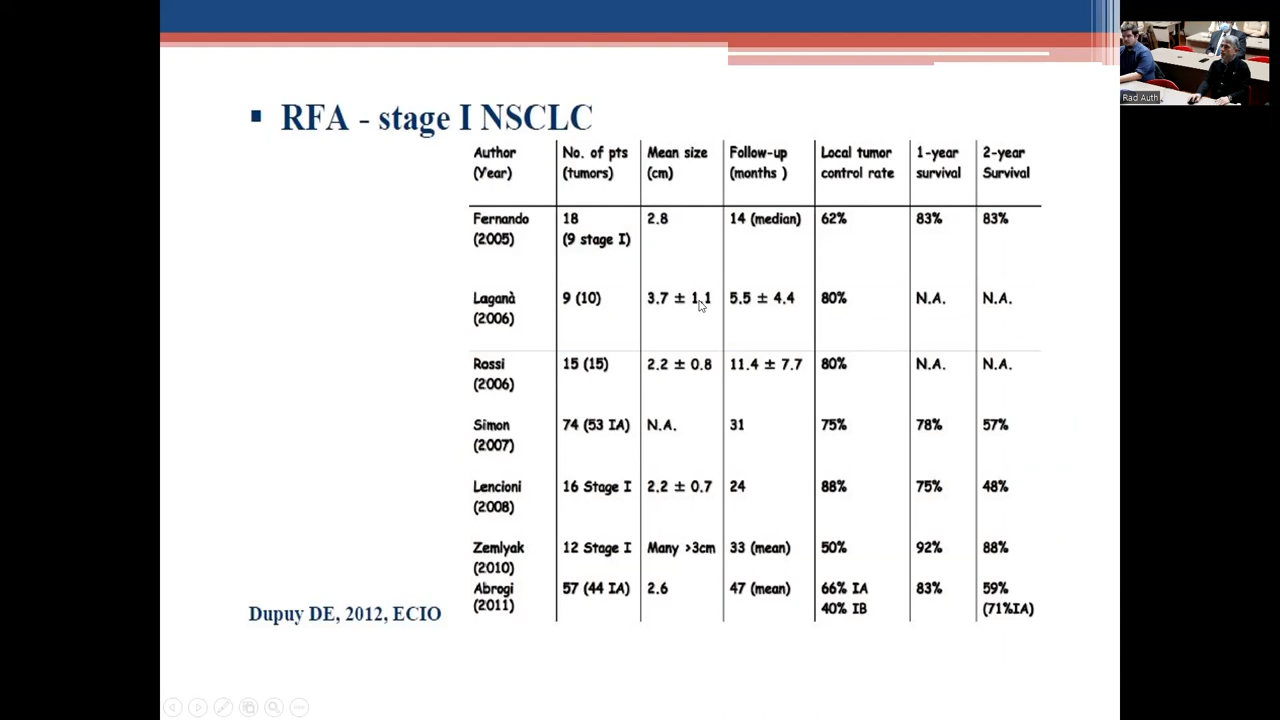 Rad Auth
▪ RFA - stage I NSCLC
Author No. of pts Mean size Follow-up Local tumor 1-year 2-year
(Year) (tumors) (cm) (months ) control rate survival Survival
Fernando 18 2.8 14 (median) 62% 83% 83%
(2005) (9 stage I)
Laganà 9 (10) 3.7 ± 1.1 5.5 ± 4.4 80% N.A. N.A.
(2006)
Rossi 15 (15) 2.2 ± 0.8 11.4 ± 7.7 80% N.A. N.A.
(2006)
Simon 74 (53 IA) N.A. 31 75% 78% 57%
(2007)
Lencioni 16 Stage I 2.2 ± 0.7 24 88% 75% 48%
(2008)
Zemlyak 12 Stage I Many >3cm 33 (mean) 50% 92% 88%
(2010)
Abrogi 57 (44 IA) 2.6 47 (mean) 66% IA 83% 59%
(2011) 40% IB (71%IA)
Dupuy DE, 2012, ECIO